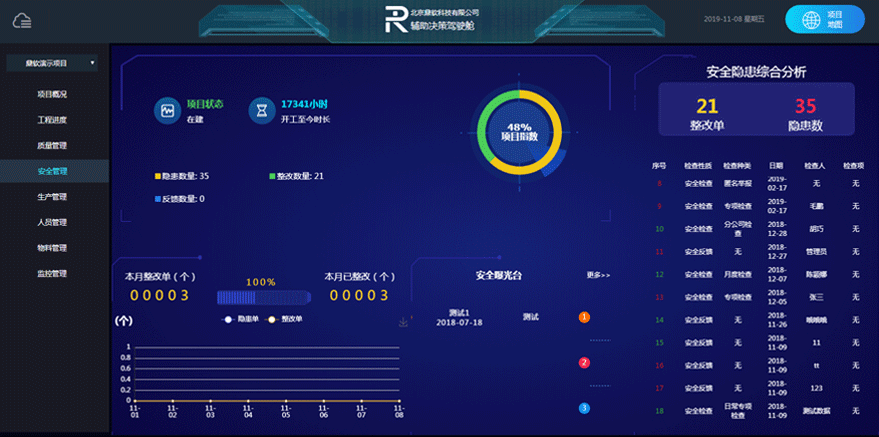 北京鼎软科技有限公司
辅助决策驾驶舱
2019-11-08 星期五
项目
地图
鼎软演示项目
项目概况
工程进度
质量管理
安全管理
生产管理
人员管理
物料管理
监控管理
项目状态
在建
17341小时
开工至今时长
48%
项目指数
隐患数量: 35
整改数量: 21
反馈数量: 0
本月整改单（个）
00003
100%
本月已整改（个）
00003
隐患单
整改单
(个)
1
0.8
0.6
0.4
0.2
0
11-01 11-02 11-03 11-04 11-05 11-06 11-07 11-08
安全曝光台
更多>>
测试1
2018-07-18
测试
1
2
3
安全隐患综合分析
21
整改单
35
隐患数
序号 检查性质 检查种类 日期 检查人 检查项
安全检查 匿名举报 2019-02-17 无 无
9 安全检查 专项检查 2019-02-17 毛鹏 无
10 安全检查 分公司检查 2018-12-28 胡巧 无
11 安全反馈 无 2018-12-27 管理员 无
12 安全检查 月度检查 2018-12-07 无
13 安全检查 专项检查 2018-12-05 张三 无
14 安全反馈 无 2018-11-26 无
15 安全反馈 无 2018-11-09 11 无
16 安全反馈 无 2018-11-09 tt 无
17 安全反馈 无 2018-11-09 123 无
18 安全检查 日常专项检查 2018-11-09 测试数据 无